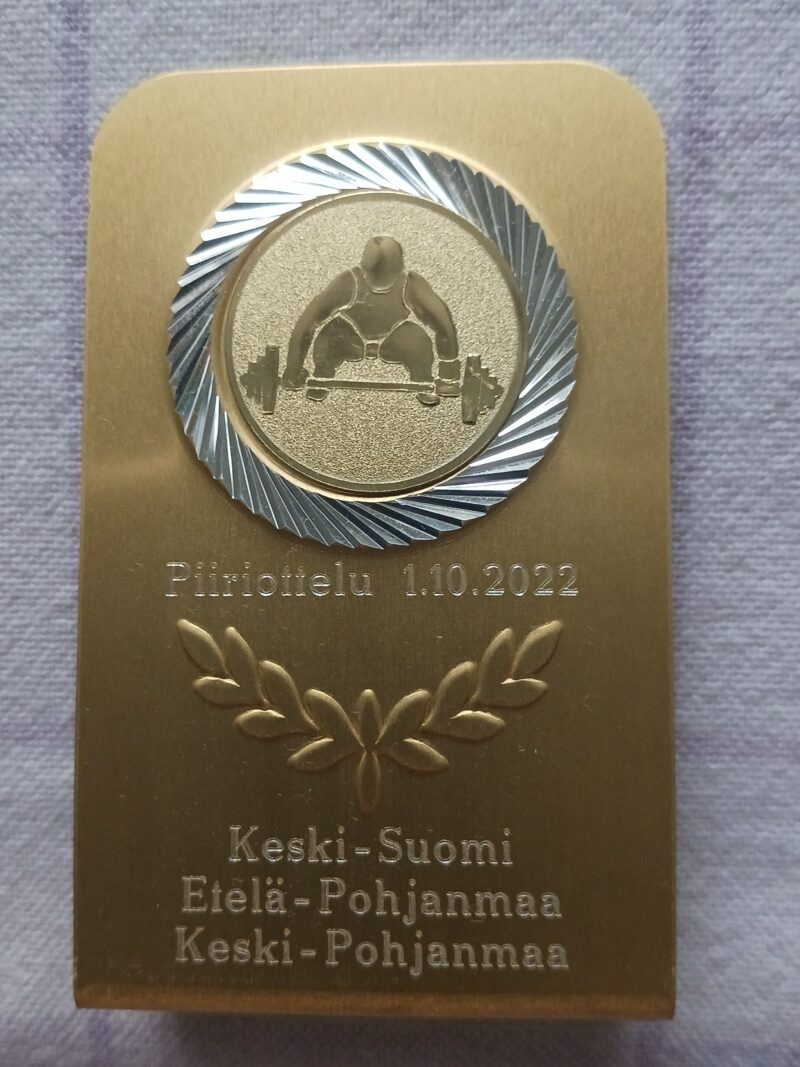 Piiriottelu 1.10.2022
Keski-Suomi
Etelä-Pohjanmaa
Keski-Pohjanmaa